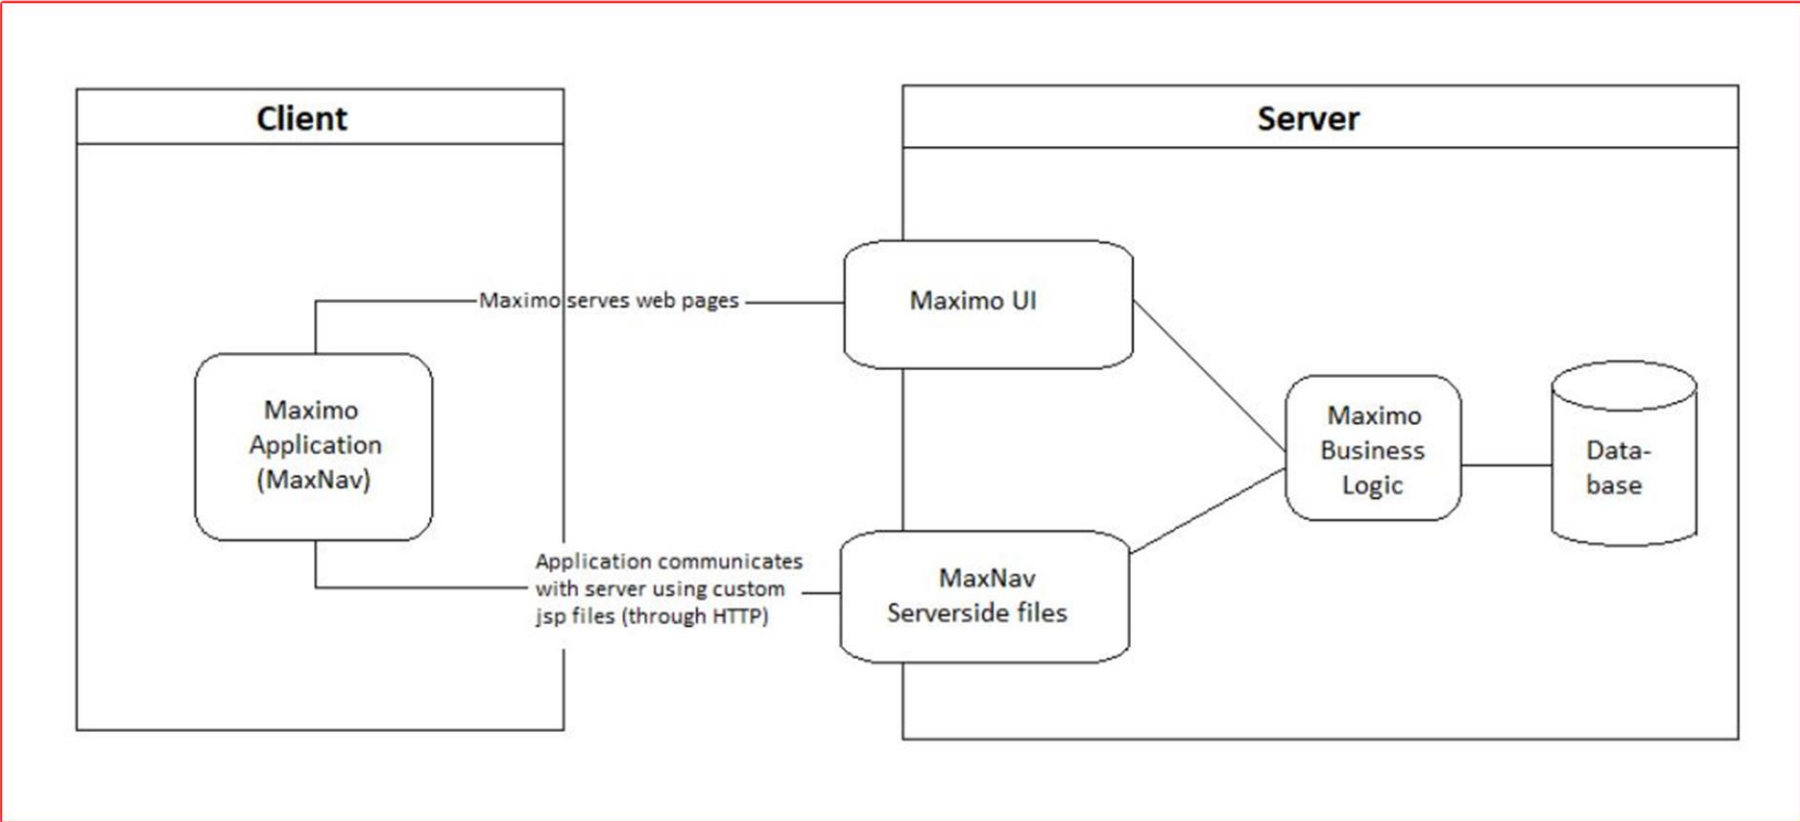 Client
Server
Maximo serves web pages
Maximo UI
Maximo
Application
(MaxNav)
Maximo
Business
Logic
Data-
base
Application communicates
with server using custom
jsp files (through HTTP)
MaxNav
Serverside files